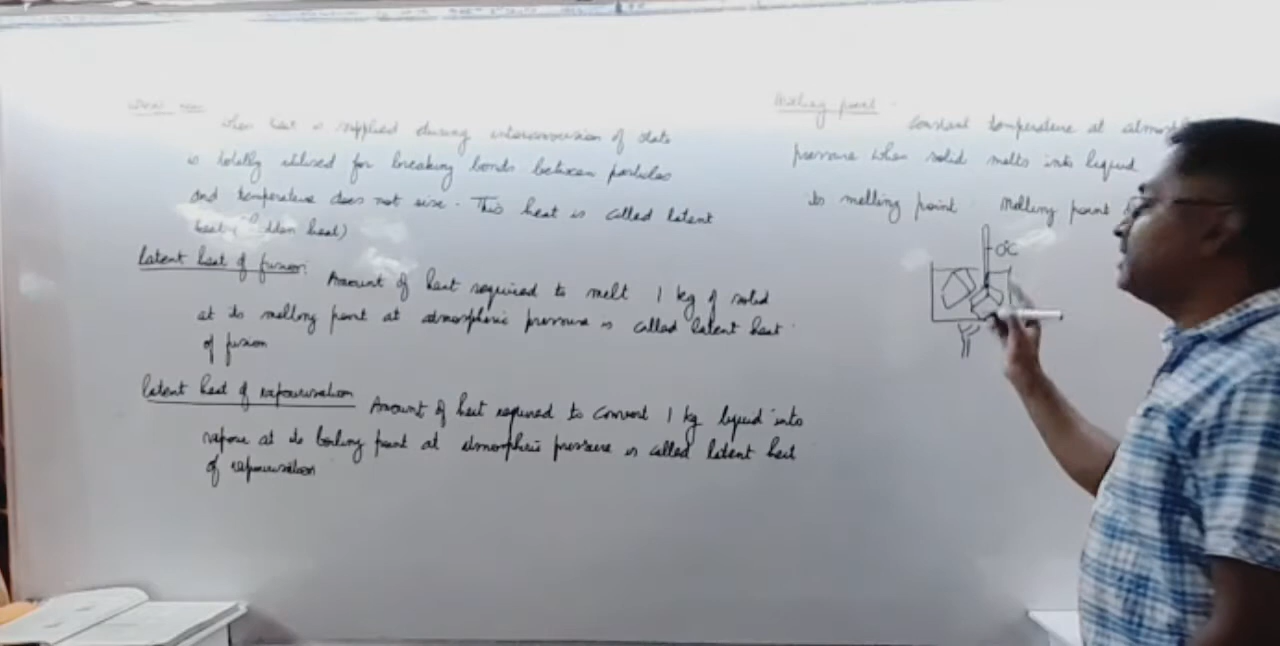 When heat is supplied during interconversion of state
is totally utilised for breaking bonds between particles
and temperature does not rise. This heat is called latent
heat heat)
latent heat of fusion: Amount of heat required to melt 1 kg of solid
at its melting point at atmospheric pressure is called latent heat
of fusion
latent heat of vapourisation Amount of heat required to convert 1 kg liquid into
vapour at its boiling point at atmospheric pressure is called latent heat
of vapourisation
Melting point
Constant temperature at
pressure when solid melts into liquid
its melling point Melting point
0°C